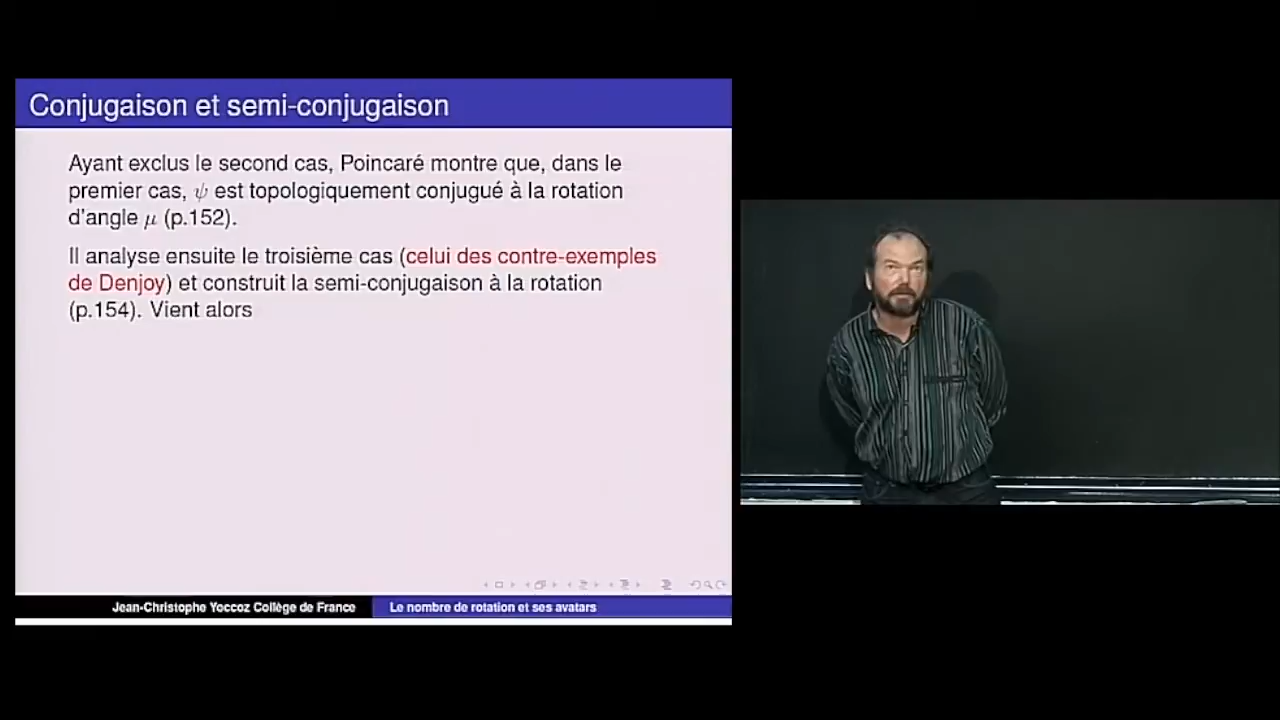 Conjugaison et semi-conjugaison
Ayant exclus le second cas, Poincaré montre que, dans le
premier cas, ψ est topologiquement conjugué à la rotation
d'angle μ (p.152).
Il analyse ensuite le troisième cas (celui des contre-exemples
de Denjoy) et construit la semi-conjugaison à la rotation
(p.154). Vient alors
Jean-Christophe Yoccoz Collège de France
Le nombre de rotation et ses avatars